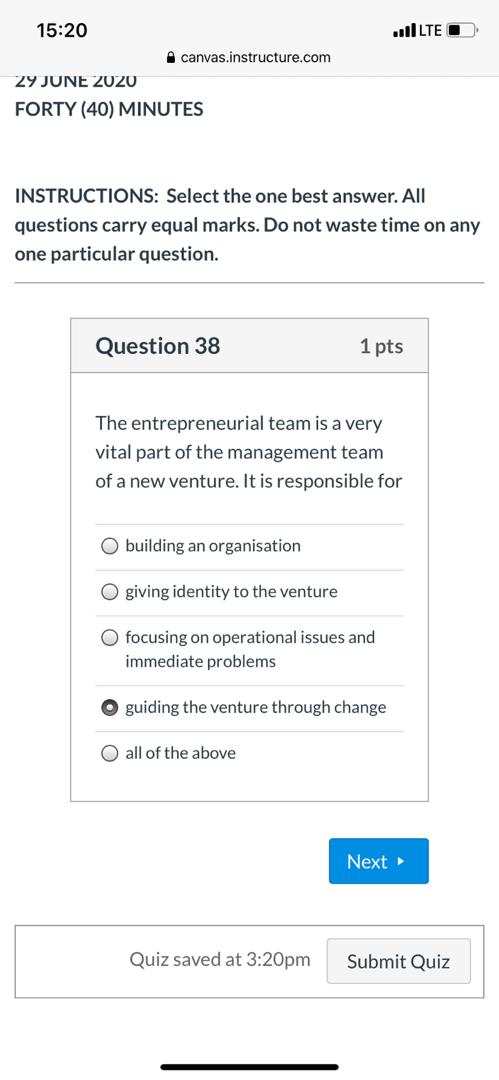 15:20
LTE
canvas.instructure.com
29 JUNE 2020
FORTY (40) MINUTES
INSTRUCTIONS: Select the one best answer. All
questions carry equal marks. Do not waste time on any
one particular question.
Question 38
1 pts
The entrepreneurial team is a very
vital part of the management team
of a new venture. It is responsible for
building an organisation
giving identity to the venture
focusing on operational issues and
immediate problems
guiding the venture through change
all of the above
Next
Quiz saved at 3:20pm
Submit Quiz